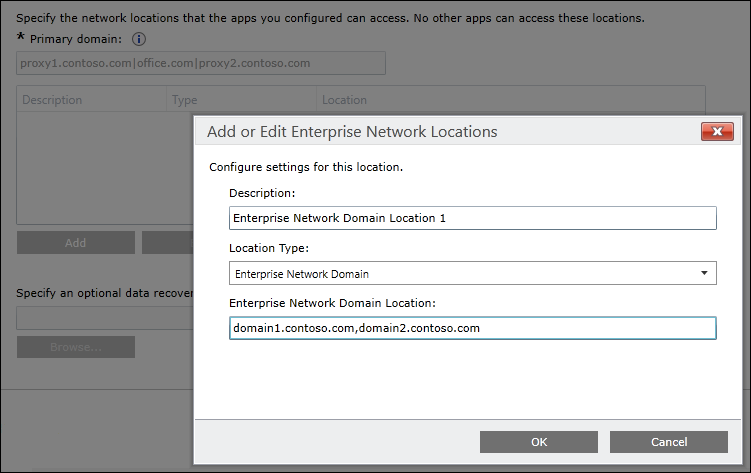 Specify the network locations that the apps you configured can access. No other apps can access these locations.
* Primary domain:
proxy1.contoso.com|office.com|proxy2.contoso.com
Description Type Location
Add
Specify an optional data recover
Browse...
Add or Edit Enterprise Network Locations
Configure settings for this location.
Description:
Enterprise Network Domain Location 1
Location Type:
Enterprise Network Domain
Enterprise Network Domain Location:
domain1.contoso.com,domain2.contoso.com
OK Cancel